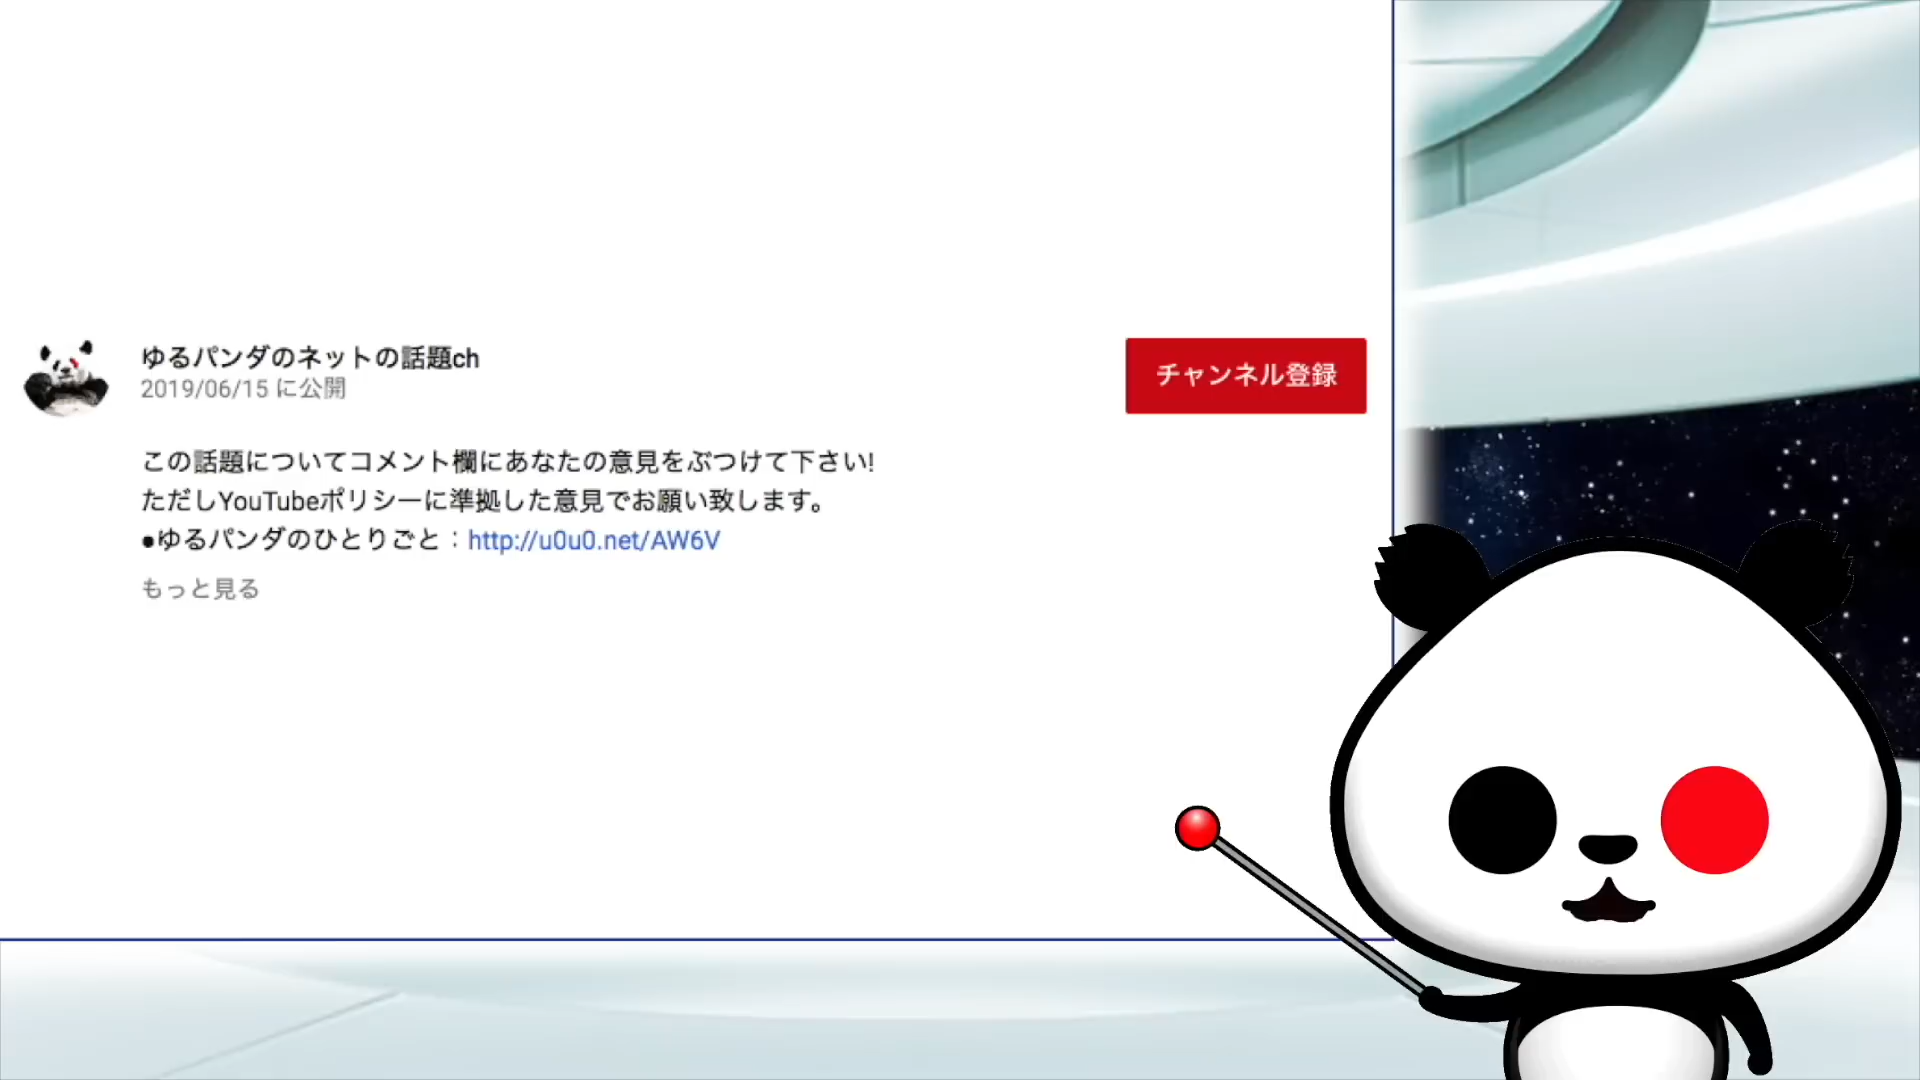 ゆるパンダのネットの話題ch
2019/06/15 に公開
チャンネル登録
この話題についてコメント欄にあなたの意見をぶつけて下さい!
ただしYouTubeポリシーに準拠した意見でお願い致します。
●ゆるパンダのひとりごと：http://u0u0.net/AW6V
もっと見る